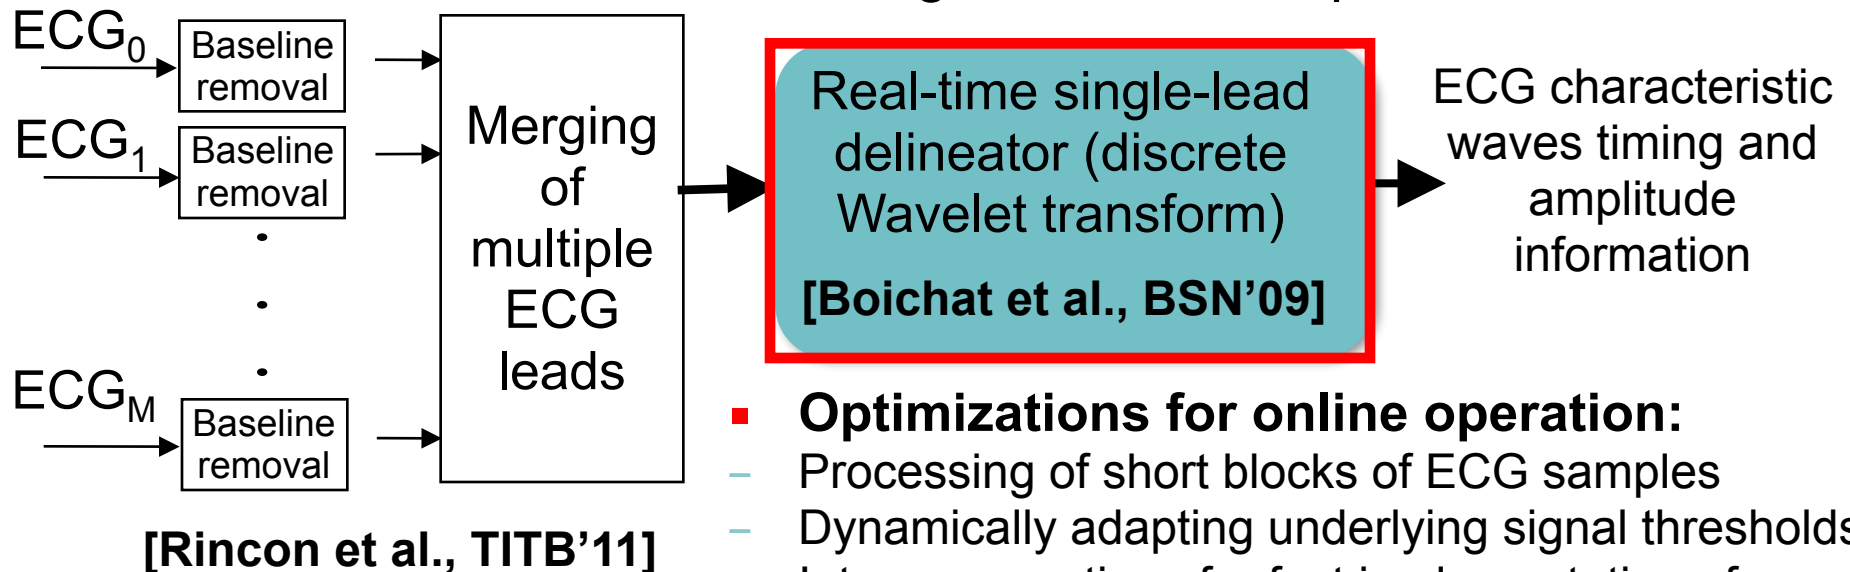 ECG0
Baseline
removal
ECG1
Baseline
removal
ECGM
Baseline
removal
Merging
of
multiple
ECG
leads
[Rincon et al., TITB'11]
Real-time single-lead
delineator (discrete
Wavelet transform)
[Boichat et al., BSN'09]
ECG characteristic
waves timing and
amplitude
information
Optimizations for online operation:
– Processing of short blocks of ECG samples
– Dynamically adapting underlying signal thresholds